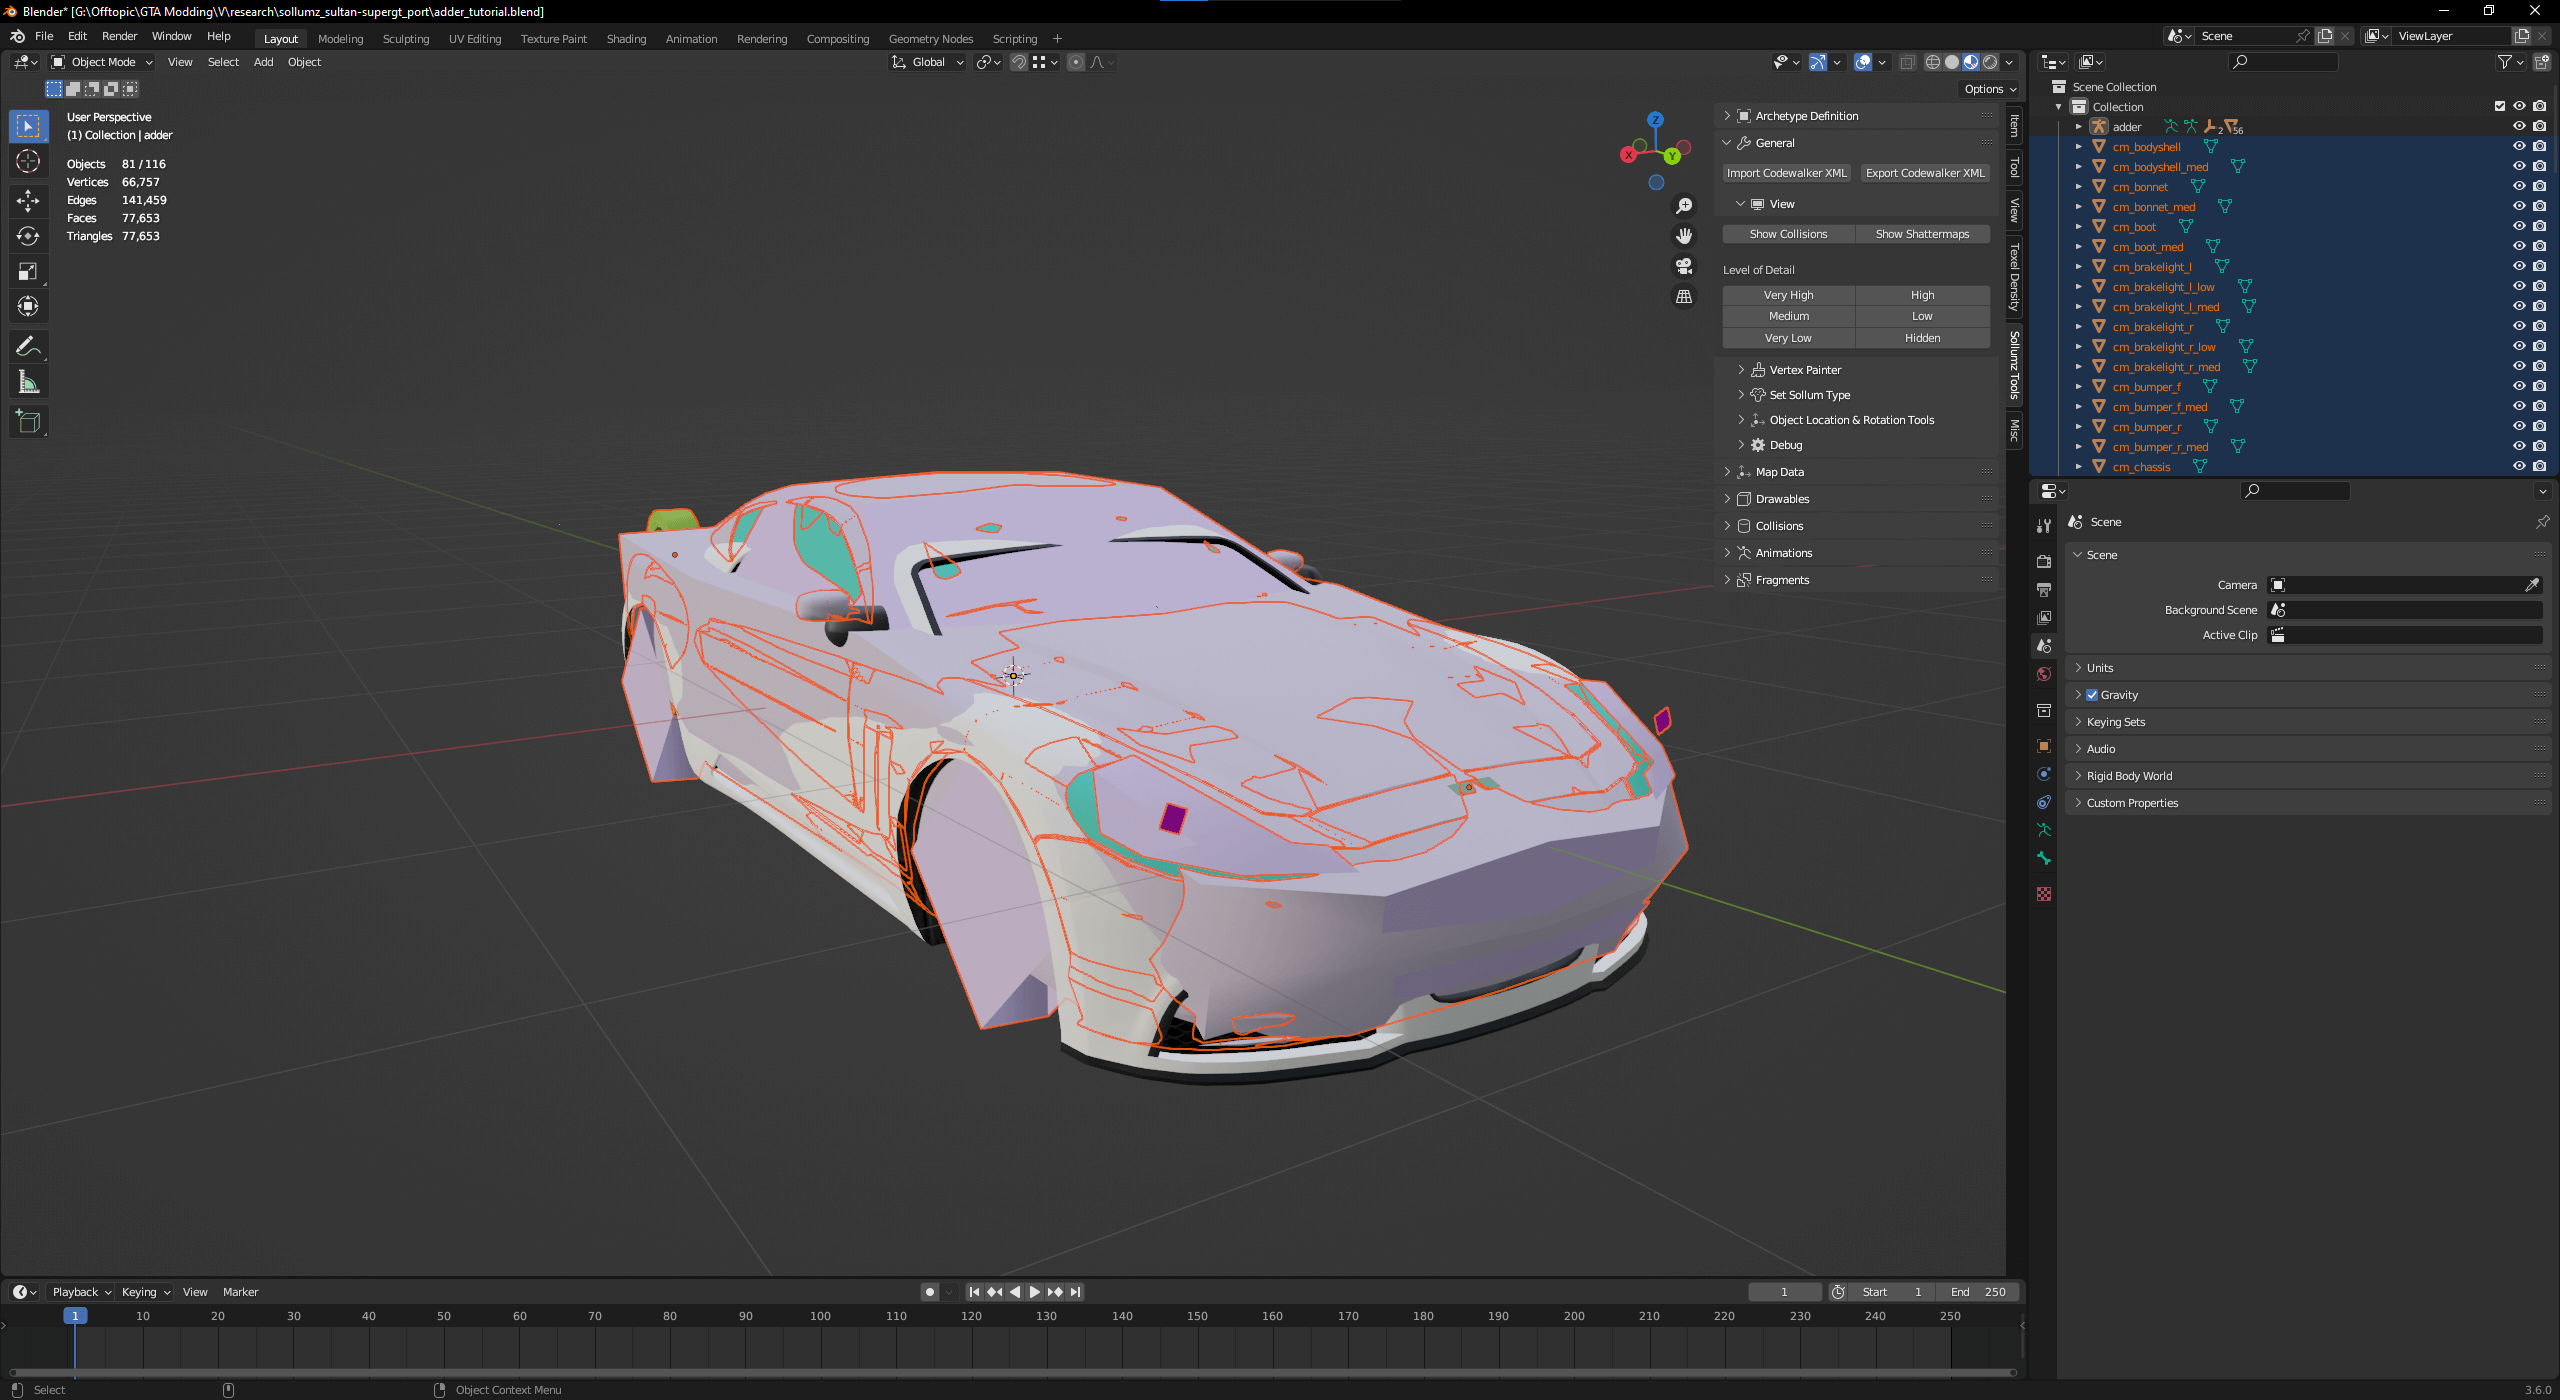 Blender* [G:\Offtopic\GTA Modding\V\research\sollumz_sultan-supergt_port\adder_tutorial.blend]
File Edit Render Window Help
Layout Modeling Sculpting UV Editing Texture Paint Shading Animation Rendering Compositing Geometry Nodes Scripting +
Scene
ViewLayer
Object Mode View Select Add Object
Global
Options
User Perspective
(1) Collection | adder
Objects 81 / 116
Vertices 66,757
Edges 141,459
Faces 77,653
Triangles 77,653
Z
X
Y
Archetype Definition
General
Import Codewalker XML Export Codewalker XML
View
Show Collisions Show Shattermaps
Level of Detail
Very High High
Medium Low
Very Low Hidden
Vertex Painter
Set Sollum Type
Object Location & Rotation Tools
Debug
Map Data
Drawables
Collisions
Animations
Fragments
Item
Tool
View
Texel Density
Sollumz Tools
Misc
Scene Collection
Collection
adder 2 56
cm_bodyshell
cm_bodyshell_med
cm_bonnet
cm_bonnet_med
cm_boot
cm_boot_med
cm_brakelight_l
cm_brakelight_l_low
cm_brakelight_l_med
cm_brakelight_r
cm_brakelight_r_low
cm_brakelight_r_med
cm_bumper_f
cm_bumper_f_med
cm_bumper_r
cm_bumper_r_med
cm_chassis
Scene
Scene
Camera
Background Scene
Active Clip
Units
Gravity
Keying Sets
Audio
Rigid Body World
Custom Properties
Playback Keying View Marker
1 Start 1 End 250
1 10 20 30 40 50 60 70 80 90 100 110 120 130 140 150 160 170 180 190 200 210 220 230 240 250
Select
Object Context Menu
3.6.0